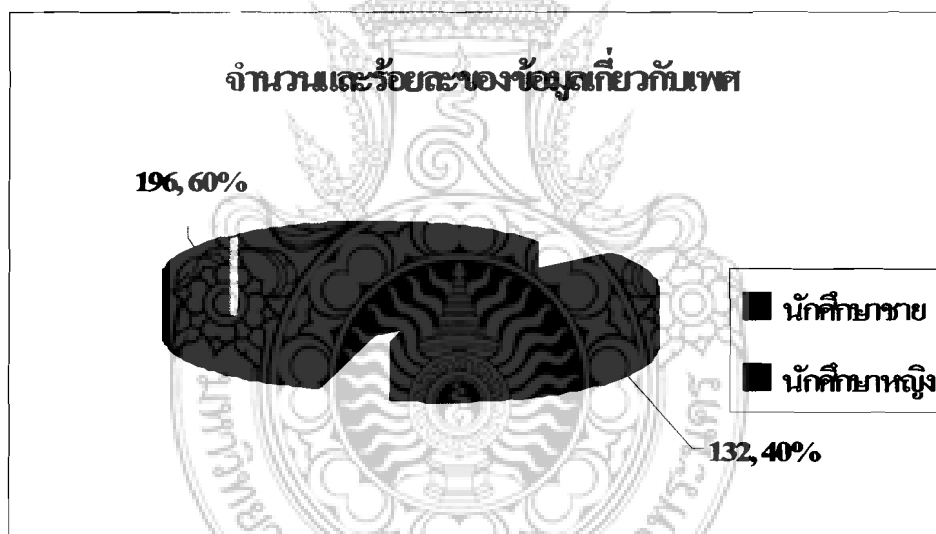 จำนวนและร้อยละของข้อมูลเกี่ยวกับเพศ
196, 60%
นักศึกษาชาย
นักศึกษาหญิง
132, 40%